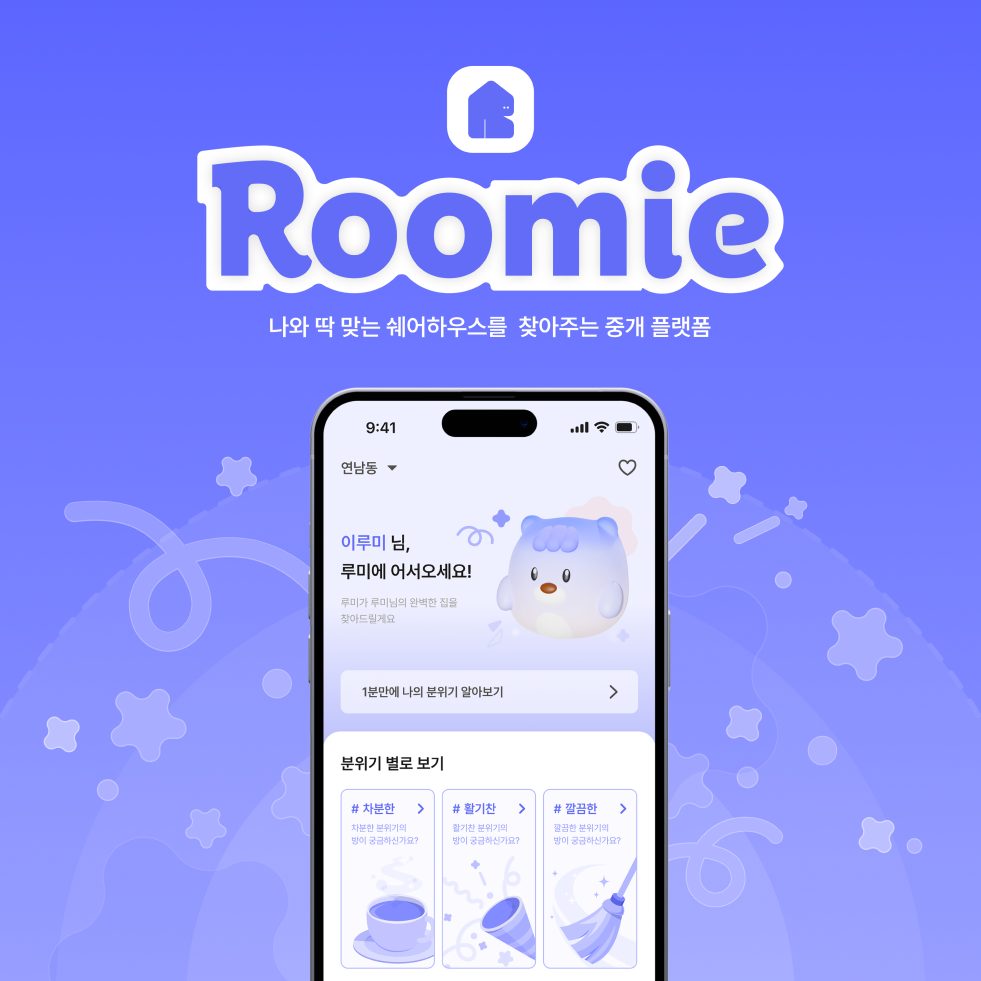 Roomie
나와 딱 맞는 쉐어하우스를 찾아주는 중개 플랫폼
9:41
연남동
이루미 님,
루미에 어서오세요!
루미가 루미님의 완벽한 집을
찾아드릴게요
1분만에 나의 분위기 알아보기
분위기 별로 보기
# 차분한
차분한 분위기의
방이 궁금하신가요?
# 활기찬
활기찬 분위기의
방이 궁금하신가요?
# 깔끔한
깔끔한 분위기의
방이 궁금하신가요?